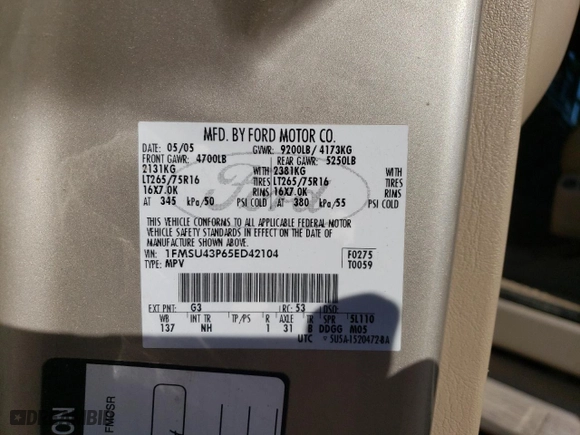 MFD. BY FORD MOTOR CO.
DATE: 05/05 GVWR: 9200LB/ 4173KG
FRONT GAWR: 4700LB REAR GAWR: 5250LB
2131KG WITH 2381KG WITH
LT265/75R16 TIRES LT265/75R16 TIRES
16X7.0K RIMS 16X7.0K RIMS
AT 345 kPa/50 PSI COLD AT 380 kPa/55 PSI COLD
THIS VEHICLE CONFORMS TO ALL APPLICABLE FEDERAL MOTOR
VEHICLE SAFETY STANDARDS IN EFFECT ON THE DATE OF
MANUFACTURE SHOWN ABOVE.
VIN: 1FMSU43P65ED42104 F0275
TYPE: MPV T0059
Ford
EXT PNT: G3 RC: 53 DSO:
WB INT TR TP/PS R AXLE TR SPR 5L110
137 NH 1 31 B DDGG M05
UTC
FMCSR